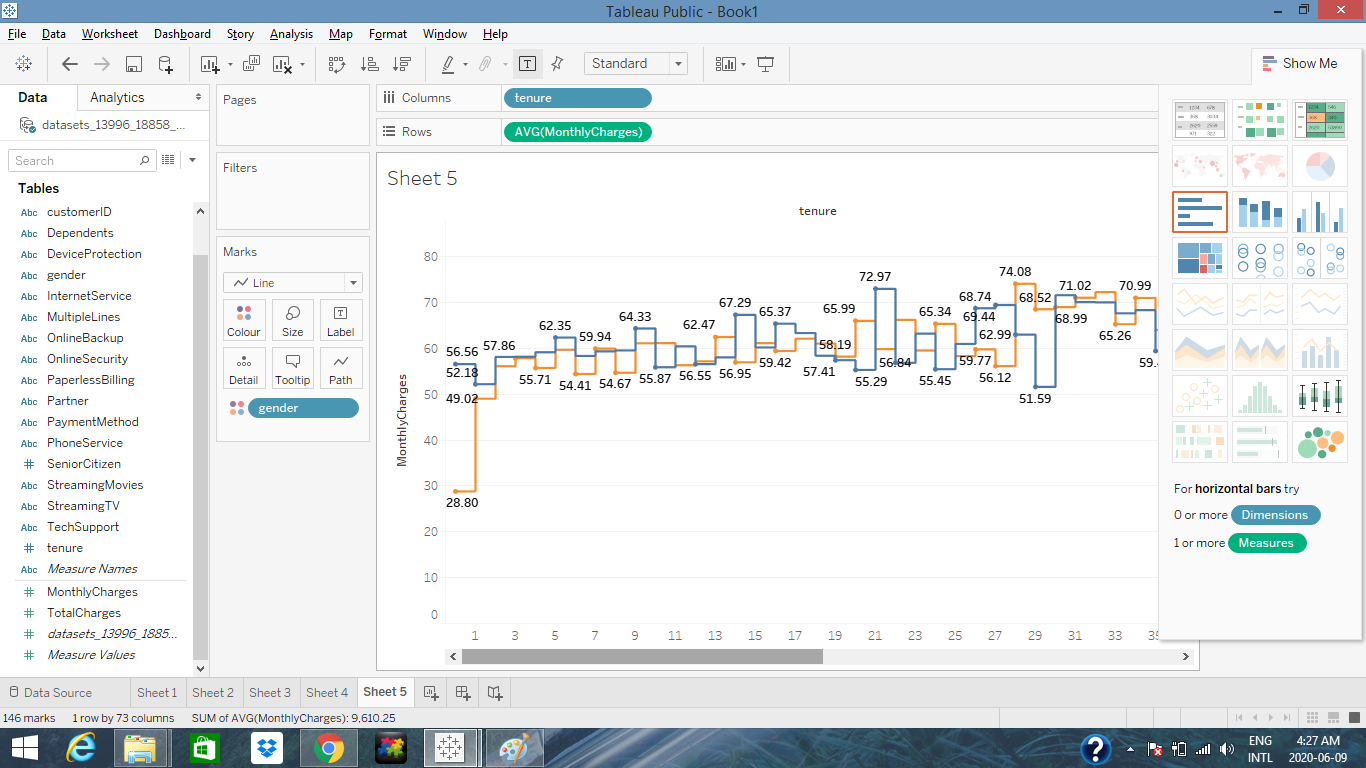 Tableau Public - Book1
File Data Worksheet Dashboard Story Analysis Map Format Window Help
Standard
Show Me
Data Analytics
datasets_13996_18858_...
Search
Tables
Abc customerID
Abc Dependents
Abc DeviceProtection
Abc gender
Abc InternetService
Abc MultipleLines
Abc OnlineBackup
Abc OnlineSecurity
Abc PaperlessBilling
Abc Partner
Abc PaymentMethod
Abc PhoneService
# SeniorCitizen
Abc StreamingMovies
Abc StreamingTV
Abc TechSupport
# tenure
Abc Measure Names
# MonthlyCharges
# TotalCharges
# datasets_13996_1885...
# Measure Values
Pages
Filters
Marks
Line
Colour Size Label
Detail Tooltip Path
gender
Columns tenure
Rows AVG(MonthlyCharges)
Sheet 5
tenure
MonthlyCharges
80
70
60
50
40
30
20
10
0
74.08
72.97
71.02 70.99
67.29 65.37 65.99 65.34 68.74 68.52
69.44 68.99
62.35 59.94 64.33 62.47 58.19 62.99 65.26
56.56 57.86
52.18 55.71 54.41 54.67 55.87 56.55 56.95 59.42 57.41 55.29 56.84 55.45 59.77 56.12
49.02 51.59
28.80
1 3 5 7 9 11 13 15 17 19 21 23 25 27 29 31 33 35
For horizontal bars try
0 or more Dimensions
1 or more Measures
Data Source Sheet 1 Sheet 2 Sheet 3 Sheet 4 Sheet 5
146 marks 1 row by 73 columns SUM of AVG(MonthlyCharges): 9,610.25
ENG
INTL
4:27 AM
2020-06-09